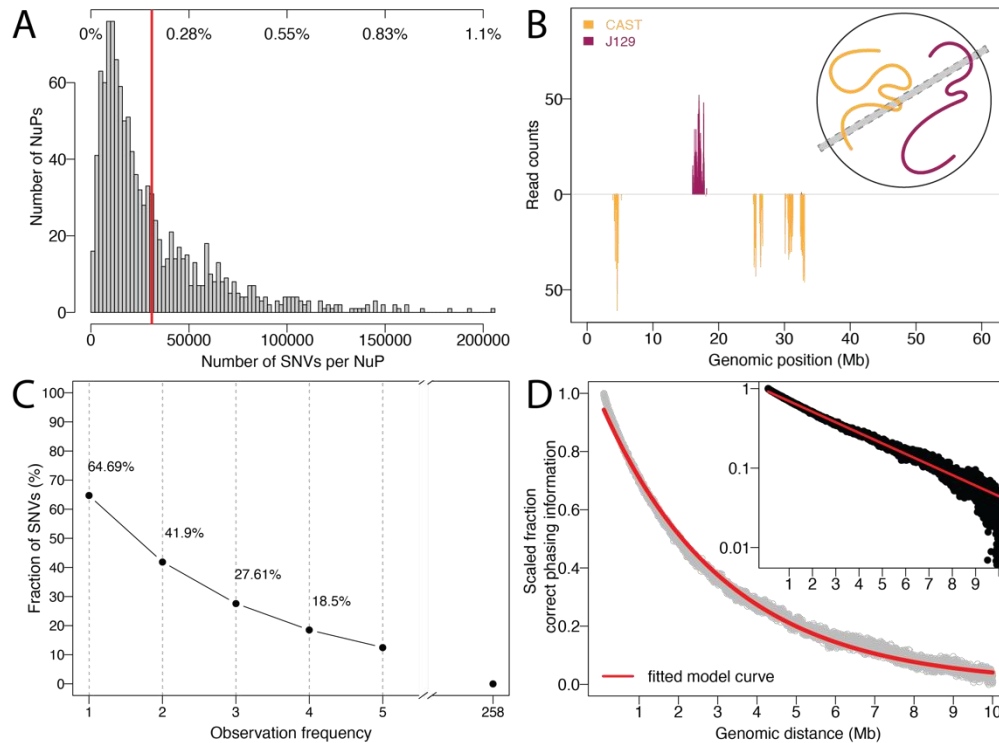 A
0% 0.28% 0.55% 0.83% 1.1%
Number of NuPs
0 20 40 60
0 50000 100000 150000 200000
Number of SNVs per NuP
B
CAST
J129
Read counts
50
0
50
0 10 20 30 40 50 60
Genomic position (Mb)
C
Fraction of SNVs (%)
100
90
80
70
60
50
40
30
20
10
0
64.69%
41.9%
27.61%
18.5%
1 2 3 4 5 258
Observation frequency
D
Scaled fraction
correct phasing information
1.0
0.8
0.6
0.4
0.2
0.0
1
0.1
0.01
1 2 3 4 5 6 7 8 9
fitted model curve
1 2 3 4 5 6 7 8 9 10
Genomic distance (Mb)